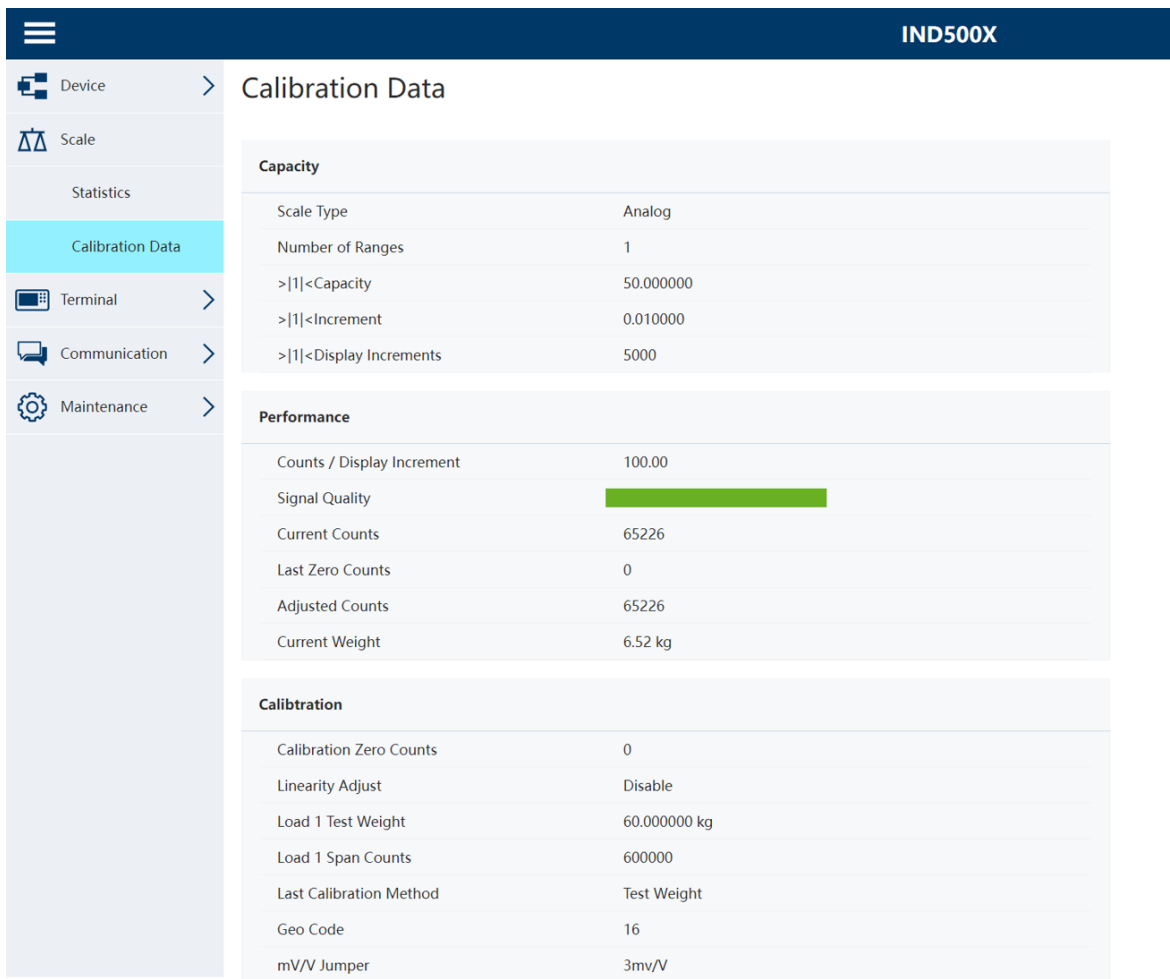 IND500X
Device
Scale
Statistics
Calibration Data
Terminal
Communication
Maintenance
Calibration Data
Capacity
Scale Type Analog
Number of Ranges 1
>|1|<Capacity 50.000000
>|1|<Increment 0.010000
>|1|<Display Increments 5000
Performance
Counts / Display Increment 100.00
Signal Quality
Current Counts 65226
Last Zero Counts 0
Adjusted Counts 65226
Current Weight 6.52 kg
Calibtration
Calibration Zero Counts 0
Linearity Adjust Disable
Load 1 Test Weight 60.000000 kg
Load 1 Span Counts 600000
Last Calibration Method Test Weight
Geo Code 16
mV/V Jumper 3mv/V